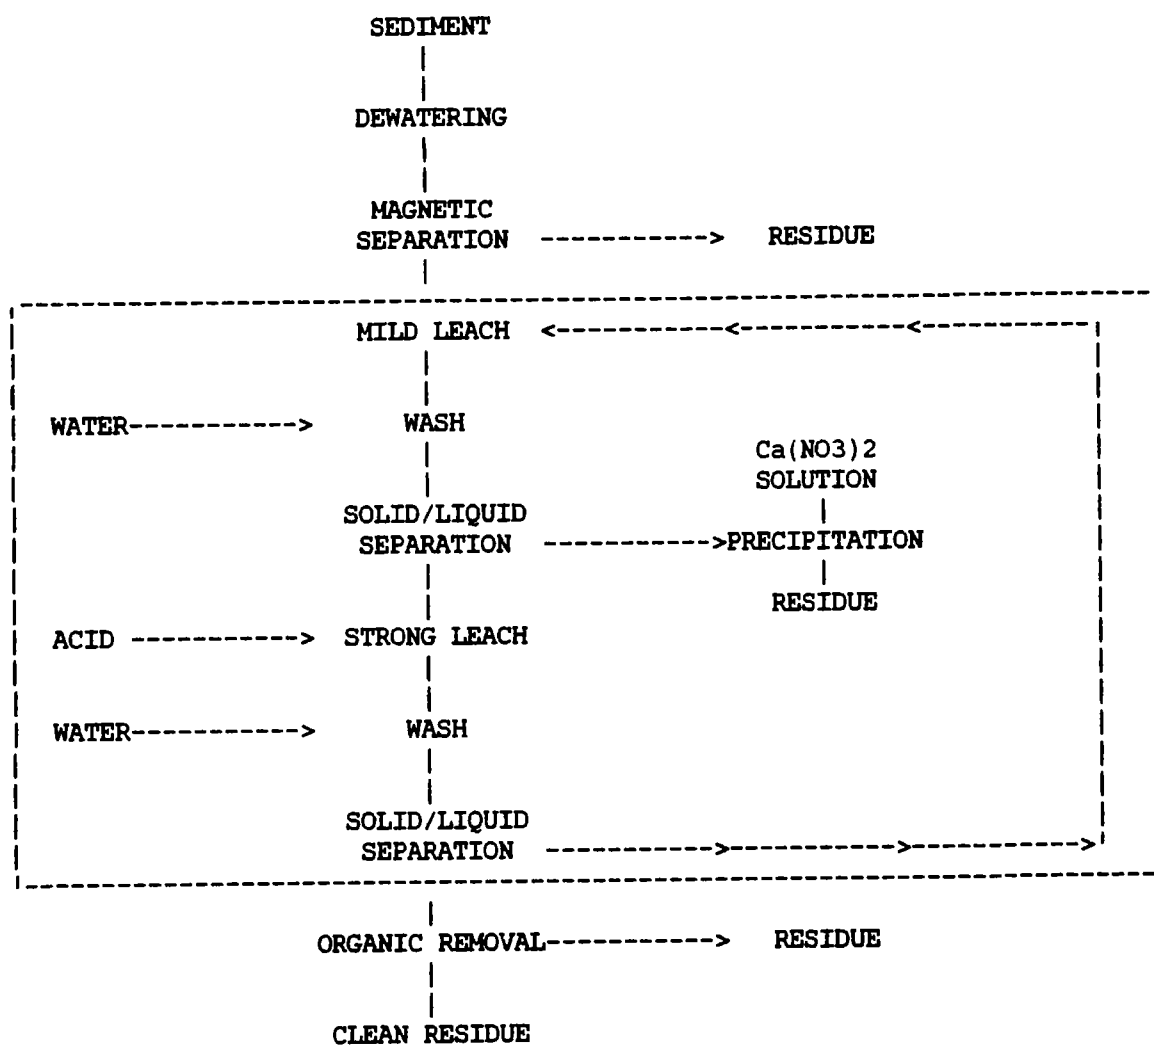 SEDIMENT
DEWATERING
MAGNETIC
SEPARATION -----------> RESIDUE
MILD LEACH <-----------<-----------<-----------
WATER-----------> WASH
Ca(NO3)2
SOLUTION
SOLID/LIQUID
SEPARATION ----------->PRECIPITATION
RESIDUE
ACID -----------> STRONG LEACH
WATER-----------> WASH
SOLID/LIQUID
SEPARATION ----------->----------->----------->
ORGANIC REMOVAL-----------> RESIDUE
CLEAN RESIDUE